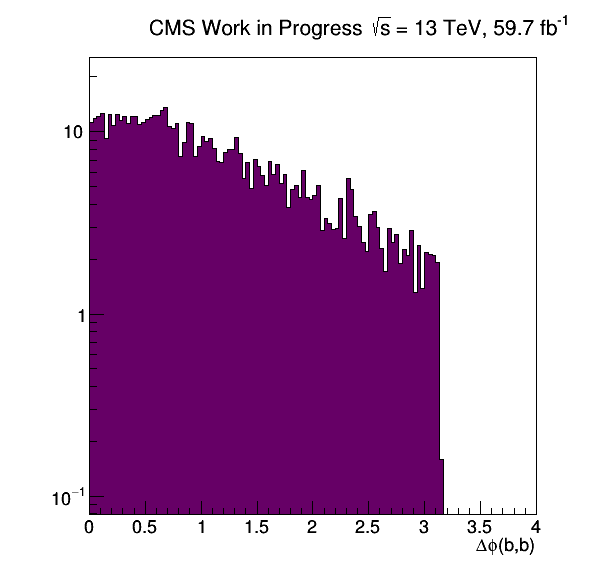 CMS Work in Progress √s = 13 TeV, 59.7 fb⁻¹
10
1
10⁻¹
0 0.5 1 1.5 2 2.5 3 3.5 4
Δϕ(b,b)